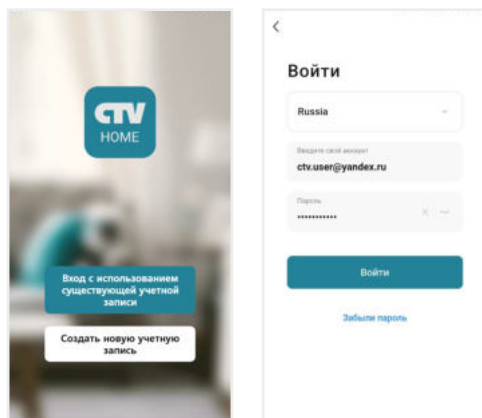 CTV
HOME
Вход с использованием
существующей учетной
записи
Создать новую учетную
запись
Войти
Russia
Введите свой аккаунт
ctv.user@yandex.ru
Пароль
•••••••••••
Войти
Забыли пароль